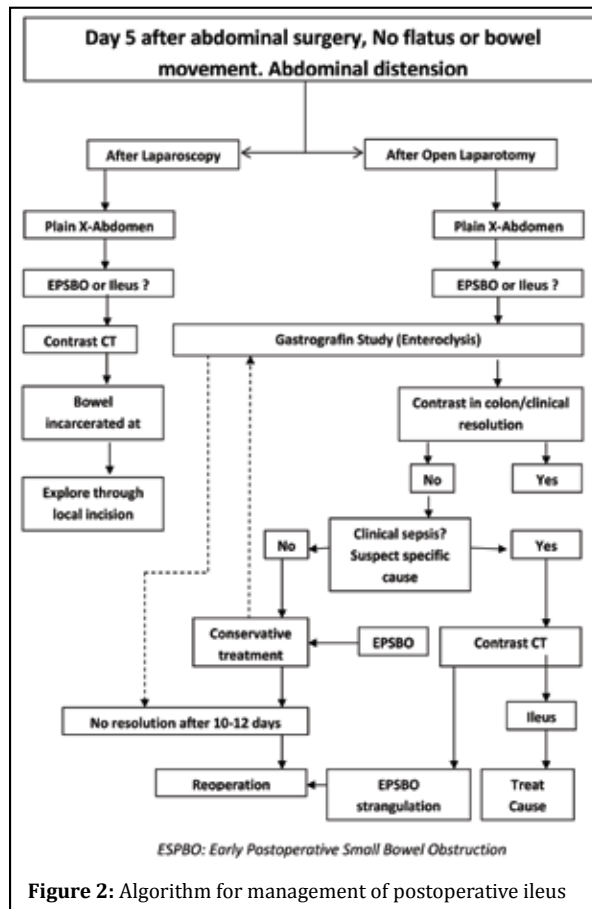 Day 5 after abdominal surgery, No flatus or bowel
movement. Abdominal distension
After Laparoscopy
After Open Laparotomy
Plain X-Abdomen
Plain X-Abdomen
EPSBO or Ileus ?
EPSBO or Ileus ?
Contrast CT
Gastrografin Study (Enteroclysis)
Bowel
incarcerated at
Contrast in colon/clinical
resolution
Explore through
local incision
No
Yes
No
Clinical sepsis?
Suspect specific
cause
Yes
Conservative
treatment
EPSBO
Contrast CT
No resolution after 10-12 days
Ileus
Reoperation
EPSBO
strangulation
Treat
Cause
ESPBO: Early Postoperative Small Bowel Obstruction
Figure 2: Algorithm for management of postoperative ileus